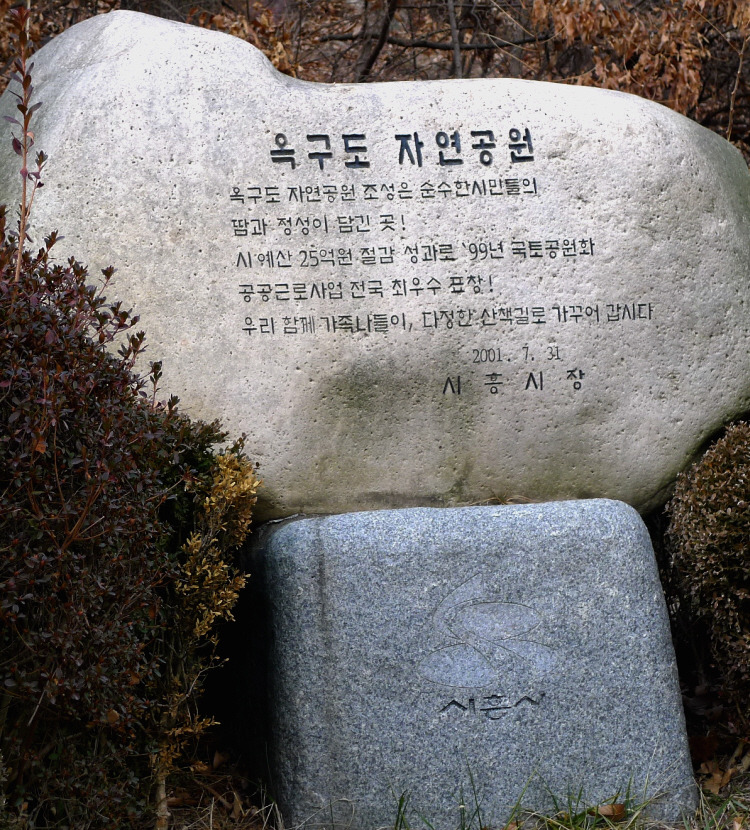 옥구도 자연공원
옥구도 자연공원 조성은 순수한시민들의
땀과 정성이 담긴 곳!
시예산 25억원 절감 성과로 '99년 국토공원화
공공근로사업 전국 최우수 표창!
우리 함께 가족나들이, 다정한 산책길로 가꾸어 갑시다
2001. 7. 31
시 흥 시 장
시흥시